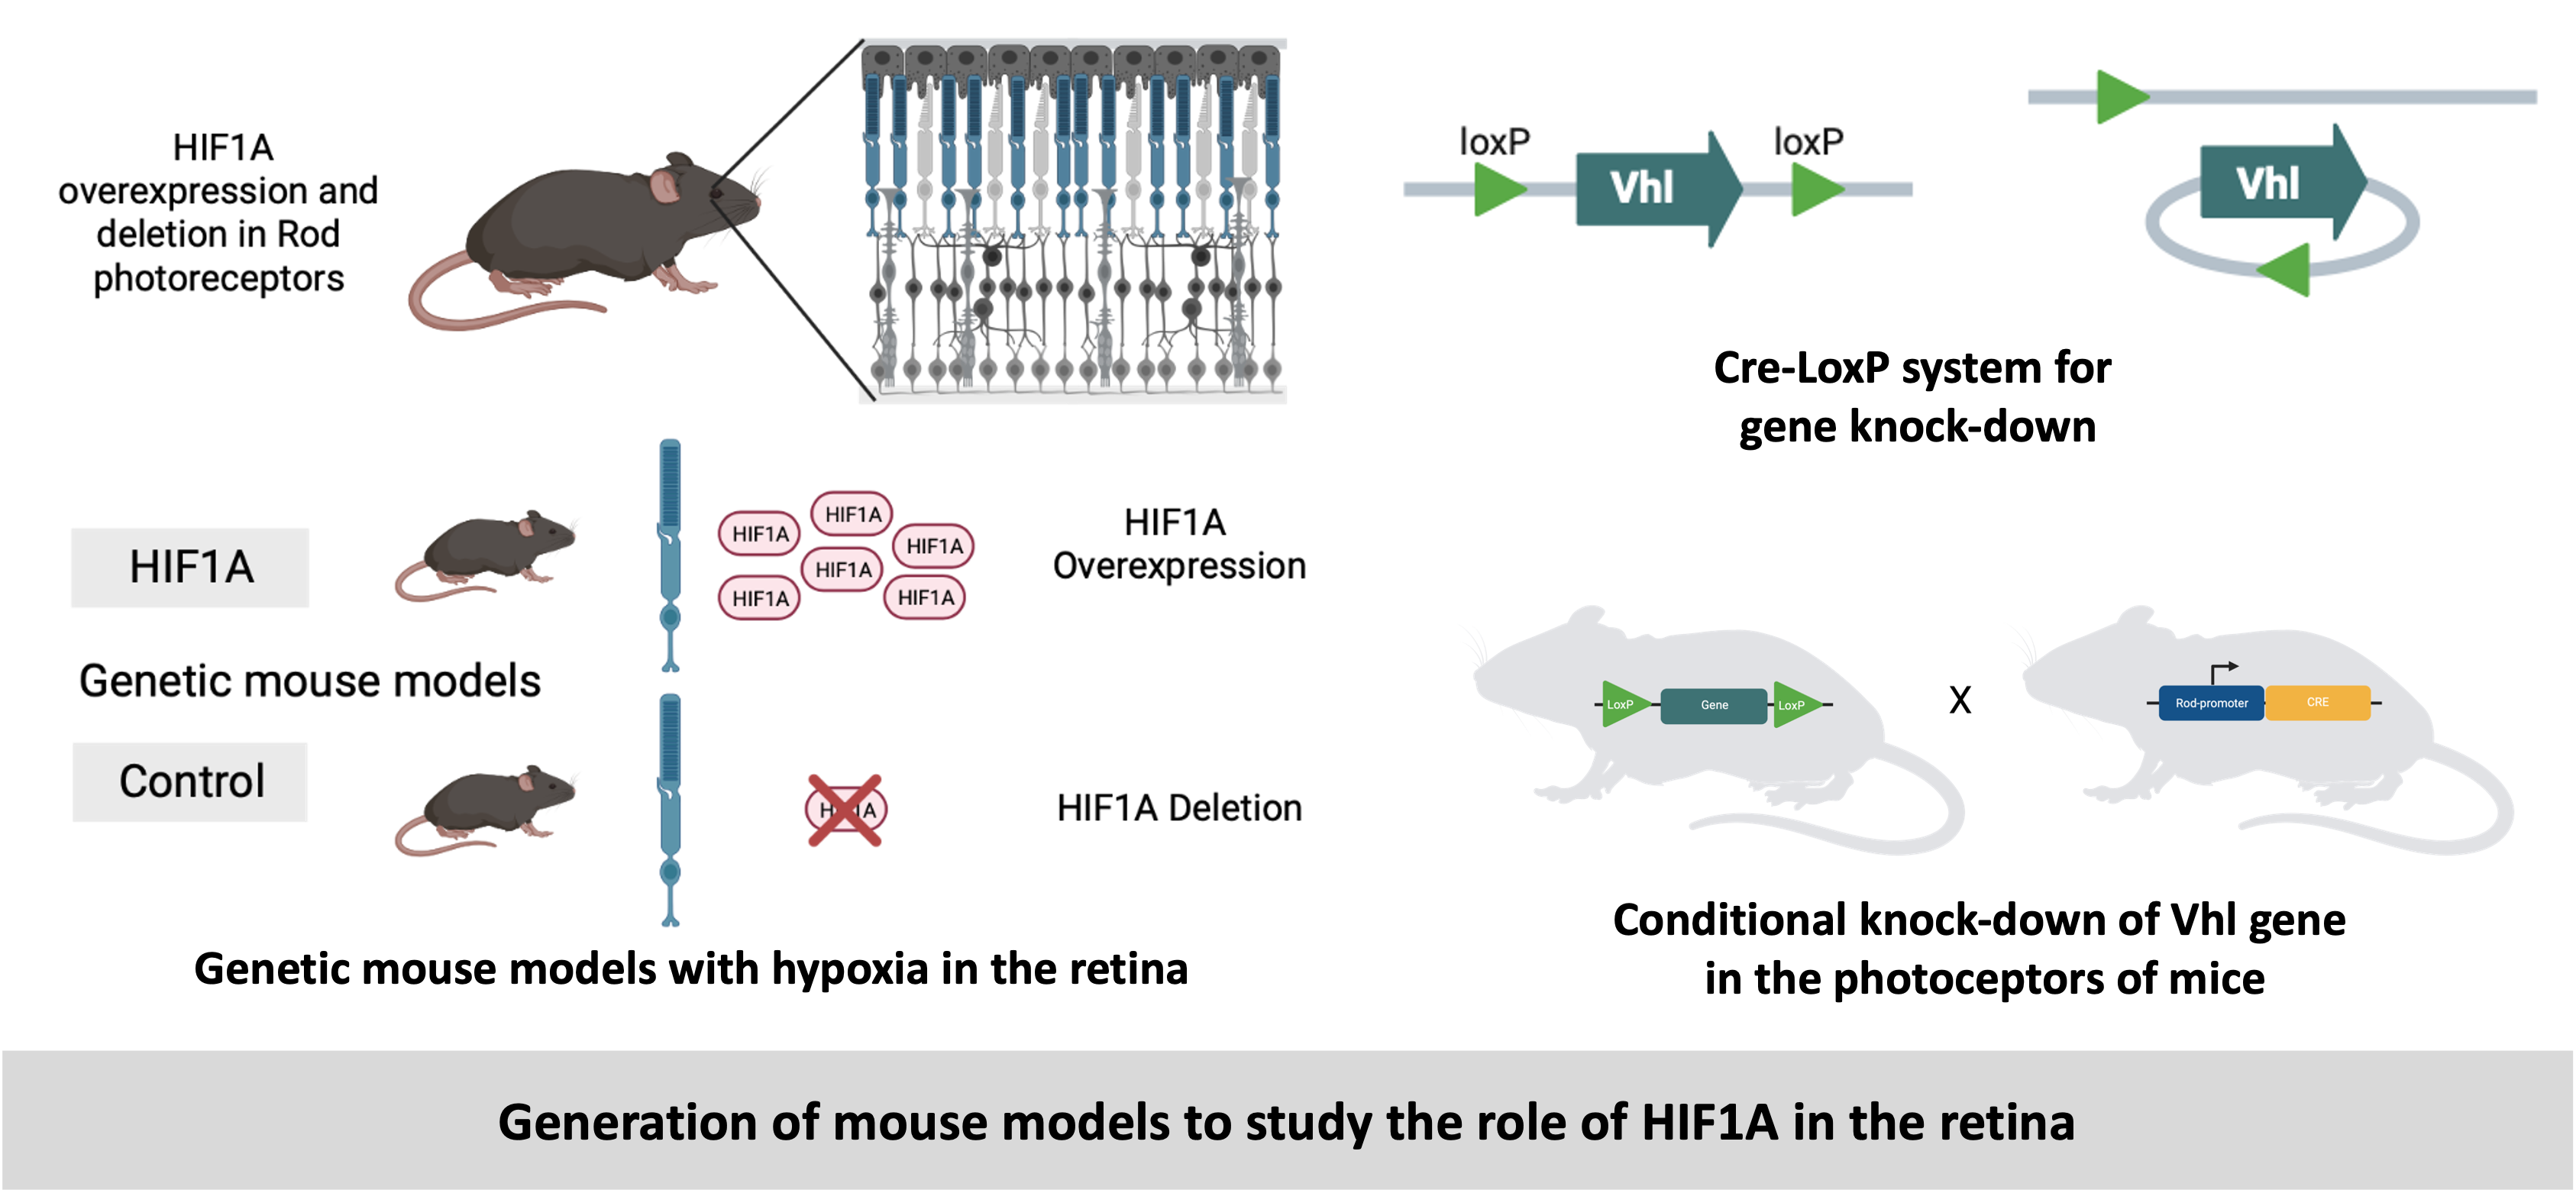 HIF1A
overexpression and
deletion in Rod
photoreceptors
loxP
loxP
Vhl
Vhl
Cre-LoxP system for
gene knock-down
HIF1A
HIF1A
HIF1A
HIF1A
HIF1A
HIF1A
HIF1A
HIF1A
Overexpression
Genetic mouse models
Control
HIF1A Deletion
Genetic mouse models with hypoxia in the retina
LoxP
Gene
LoxP
X
Rod-promoter
CRE
Conditional knock-down of Vhl gene
in the photoceptors of mice
Generation of mouse models to study the role of HIF1A in the retina